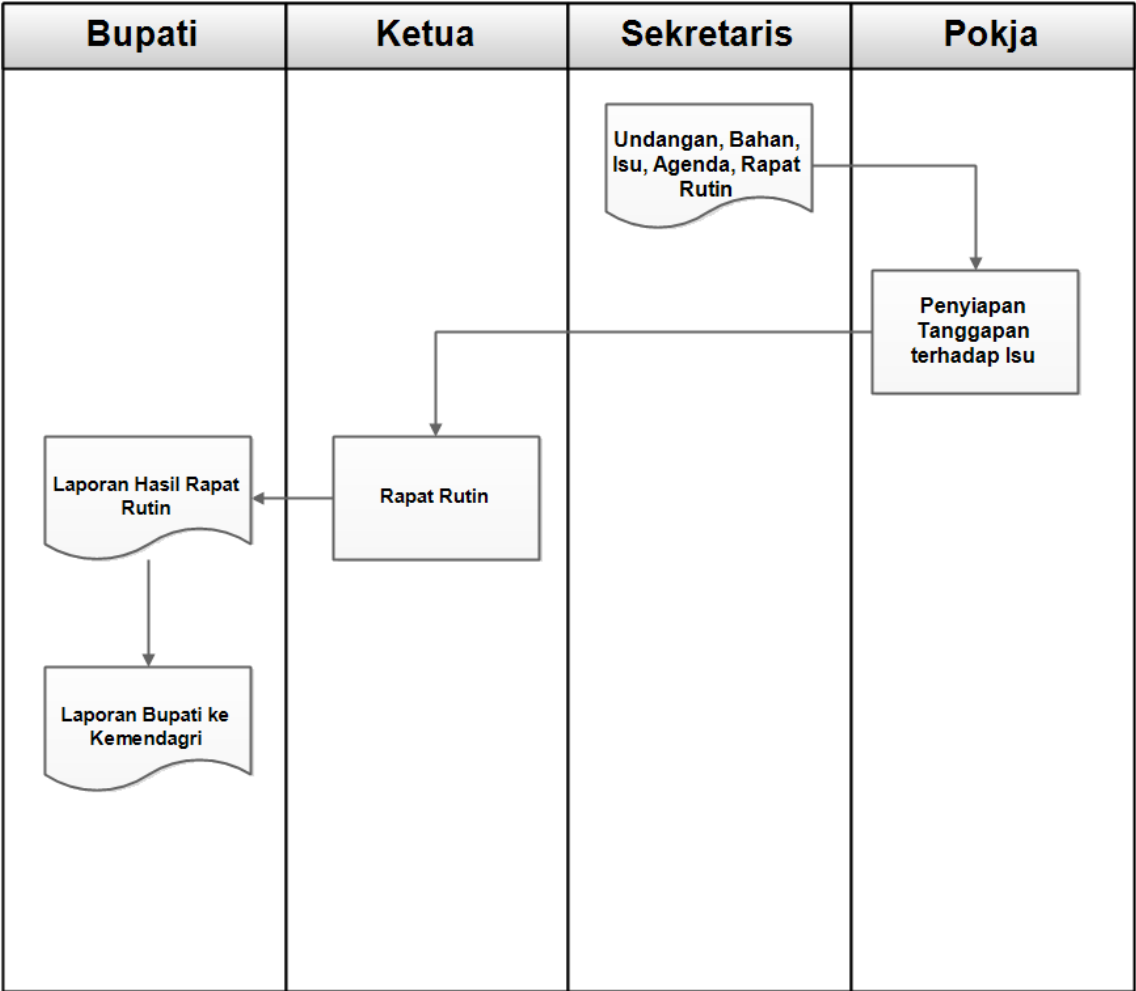 Bupati
Ketua
Sekretaris
Pokja
Undangan, Bahan,
Isu, Agenda, Rapat
Rutin
Penyiapan
Tanggapan
terhadap Isu
Rapat Rutin
Laporan Hasil Rapat
Rutin
Laporan Bupati ke
Kemendagri